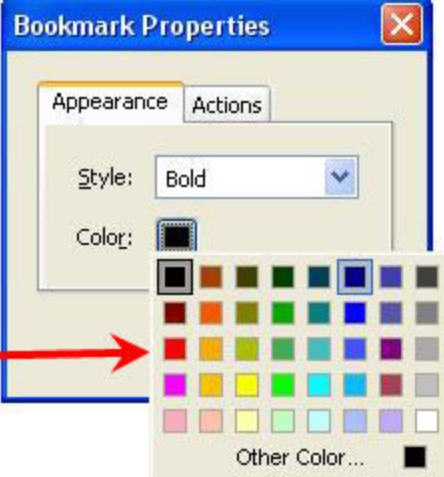 Bookmark Properties
Appearance Actions
Style: Bold
Color:
Other Color...